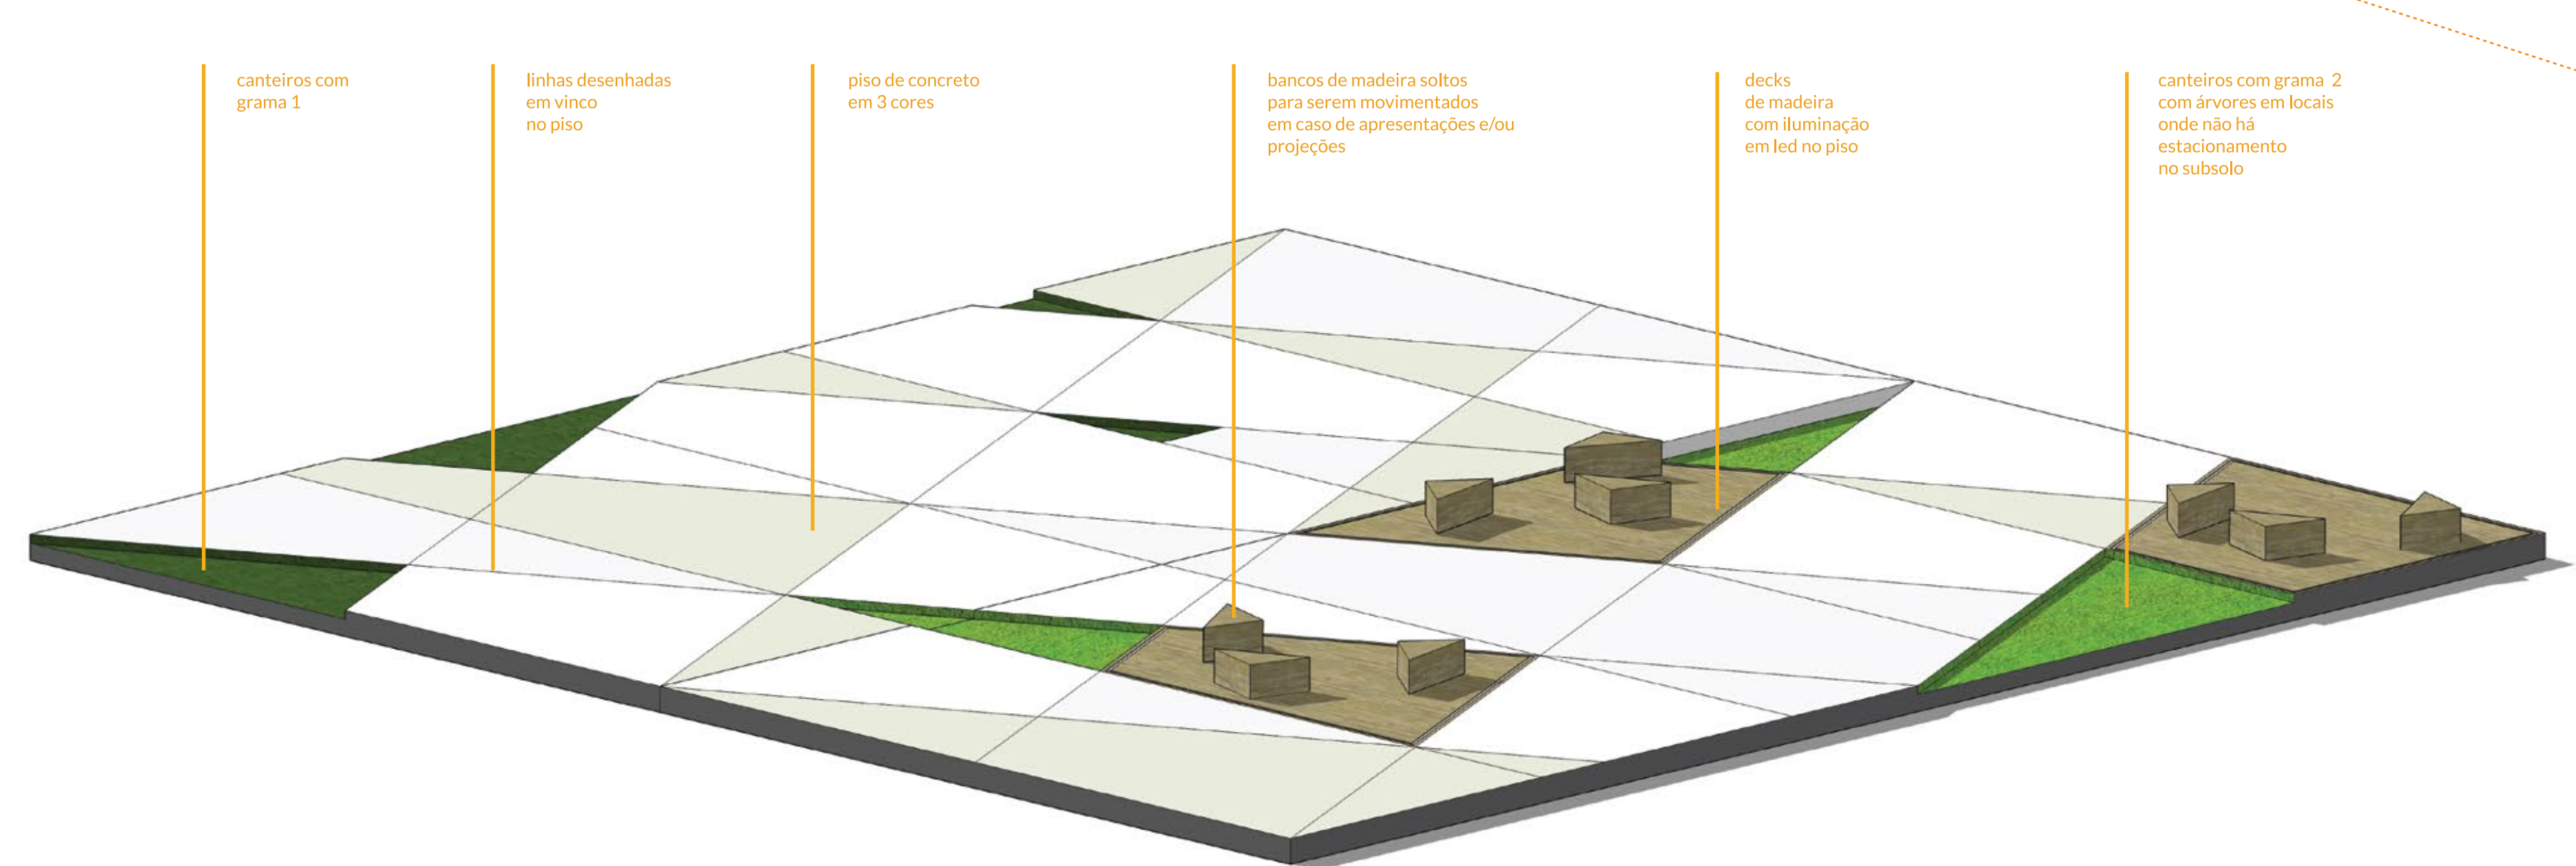 canteiros com
grama 1
linhas desenhadas
em vinco
no piso
piso de concreto
em 3 cores
bancos de madeira soltos
para serem movimentados
em caso de apresentações e/ou
projeções
decks
de madeira
com iluminação
em led no piso
canteiros com grama 2
com árvores em locais
onde não há
estacionamento
no subsolo